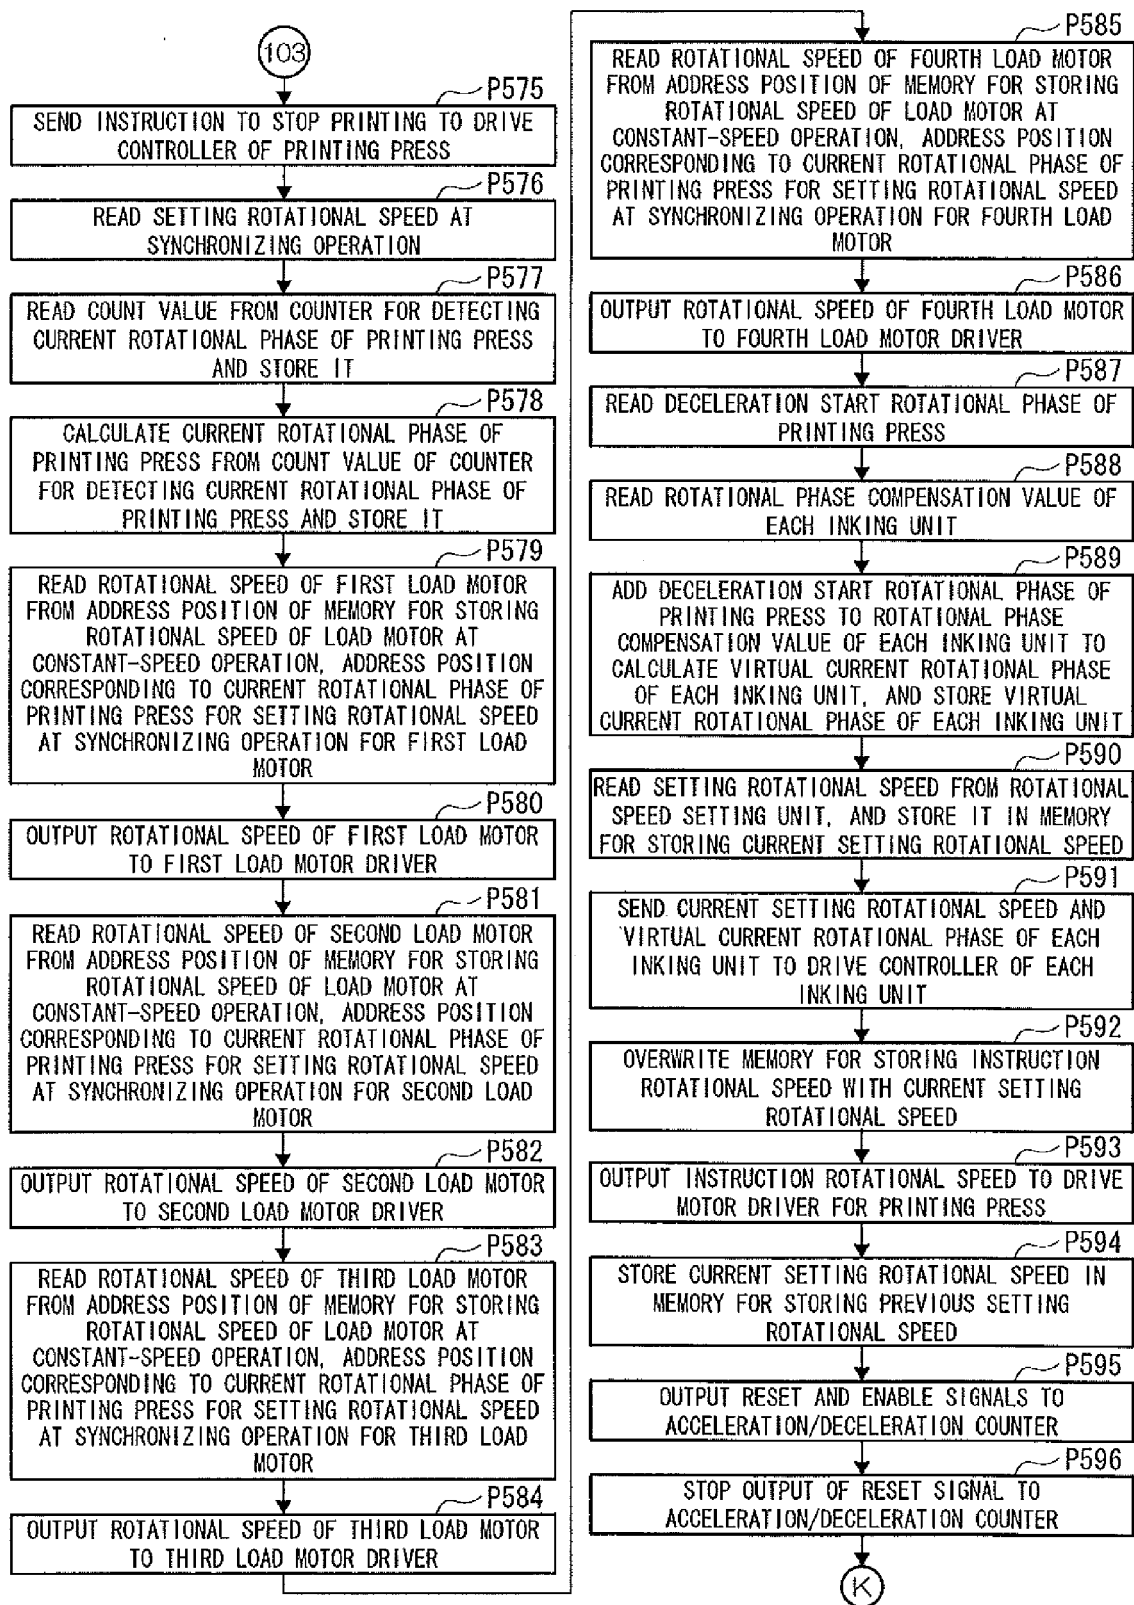 103
P575
SEND INSTRUCTION TO STOP PRINTING TO DRIVE
CONTROLLER OF PRINTING PRESS
P576
READ SETTING ROTATIONAL SPEED AT
SYNCHRONIZING OPERATION
P577
READ COUNT VALUE FROM COUNTER FOR DETECTING
CURRENT ROTATIONAL PHASE OF PRINTING PRESS
AND STORE IT
P578
CALCULATE CURRENT ROTATIONAL PHASE OF
PRINTING PRESS FROM COUNT VALUE OF COUNTER
FOR DETECTING CURRENT ROTATIONAL PHASE OF
PRINTING PRESS AND STORE IT
P579
READ ROTATIONAL SPEED OF FIRST LOAD MOTOR
FROM ADDRESS POSITION OF MEMORY FOR STORING
ROTATIONAL SPEED OF LOAD MOTOR AT
CONSTANT-SPEED OPERATION, ADDRESS POSITION
CORRESPONDING TO CURRENT ROTATIONAL PHASE OF
PRINTING PRESS FOR SETTING ROTATIONAL SPEED
AT SYNCHRONIZING OPERATION FOR FIRST LOAD
MOTOR
P580
OUTPUT ROTATIONAL SPEED OF FIRST LOAD MOTOR
TO FIRST LOAD MOTOR DRIVER
P581
READ ROTATIONAL SPEED OF SECOND LOAD MOTOR
FROM ADDRESS POSITION OF MEMORY FOR STORING
ROTATIONAL SPEED OF LOAD MOTOR AT
CONSTANT-SPEED OPERATION, ADDRESS POSITION
CORRESPONDING TO CURRENT ROTATIONAL PHASE OF
PRINTING PRESS FOR SETTING ROTATIONAL SPEED
AT SYNCHRONIZING OPERATION FOR SECOND LOAD
MOTOR
P582
OUTPUT ROTATIONAL SPEED OF SECOND LOAD MOTOR
TO SECOND LOAD MOTOR DRIVER
P583
READ ROTATIONAL SPEED OF THIRD LOAD MOTOR
FROM ADDRESS POSITION OF MEMORY FOR STORING
ROTATIONAL SPEED OF LOAD MOTOR AT
CONSTANT-SPEED OPERATION, ADDRESS POSITION
CORRESPONDING TO CURRENT ROTATIONAL PHASE OF
PRINTING PRESS FOR SETTING ROTATIONAL SPEED
AT SYNCHRONIZING OPERATION FOR THIRD LOAD
MOTOR
P584
OUTPUT ROTATIONAL SPEED OF THIRD LOAD MOTOR
TO THIRD LOAD MOTOR DRIVER
P585
READ ROTATIONAL SPEED OF FOURTH LOAD MOTOR
FROM ADDRESS POSITION OF MEMORY FOR STORING
ROTATIONAL SPEED OF LOAD MOTOR AT
CONSTANT-SPEED OPERATION, ADDRESS POSITION
CORRESPONDING TO CURRENT ROTATIONAL PHASE OF
PRINTING PRESS FOR SETTING ROTATIONAL SPEED
AT SYNCHRONIZING OPERATION FOR FOURTH LOAD
MOTOR
P586
OUTPUT ROTATIONAL SPEED OF FOURTH LOAD MOTOR
TO FOURTH LOAD MOTOR DRIVER
P587
READ DECELERATION START ROTATIONAL PHASE OF
PRINTING PRESS
P588
READ ROTATIONAL PHASE COMPENSATION VALUE OF
EACH INKING UNIT
P589
ADD DECELERATION START ROTATIONAL PHASE OF
PRINTING PRESS TO ROTATIONAL PHASE
COMPENSATION VALUE OF EACH INKING UNIT TO
CALCULATE VIRTUAL CURRENT ROTATIONAL PHASE
OF EACH INKING UNIT, AND STORE VIRTUAL
CURRENT ROTATIONAL PHASE OF EACH INKING UNIT
P590
READ SETTING ROTATIONAL SPEED FROM ROTATIONAL
SPEED SETTING UNIT, AND STORE IT IN MEMORY
FOR STORING CURRENT SETTING ROTATIONAL SPEED
P591
SEND CURRENT SETTING ROTATIONAL SPEED AND
VIRTUAL CURRENT ROTATIONAL PHASE OF EACH
INKING UNIT TO DRIVE CONTROLLER OF EACH
INKING UNIT
P592
OVERWRITE MEMORY FOR STORING INSTRUCTION
ROTATIONAL SPEED WITH CURRENT SETTING
ROTATIONAL SPEED
P593
OUTPUT INSTRUCTION ROTATIONAL SPEED TO DRIVE
MOTOR DRIVER FOR PRINTING PRESS
P594
STORE CURRENT SETTING ROTATIONAL SPEED IN
MEMORY FOR STORING PREVIOUS SETTING
ROTATIONAL SPEED
P595
OUTPUT RESET AND ENABLE SIGNALS TO
ACCELERATION/DECELERATION COUNTER
P596
STOP OUTPUT OF RESET SIGNAL TO
ACCELERATION/DECELERATION COUNTER
K